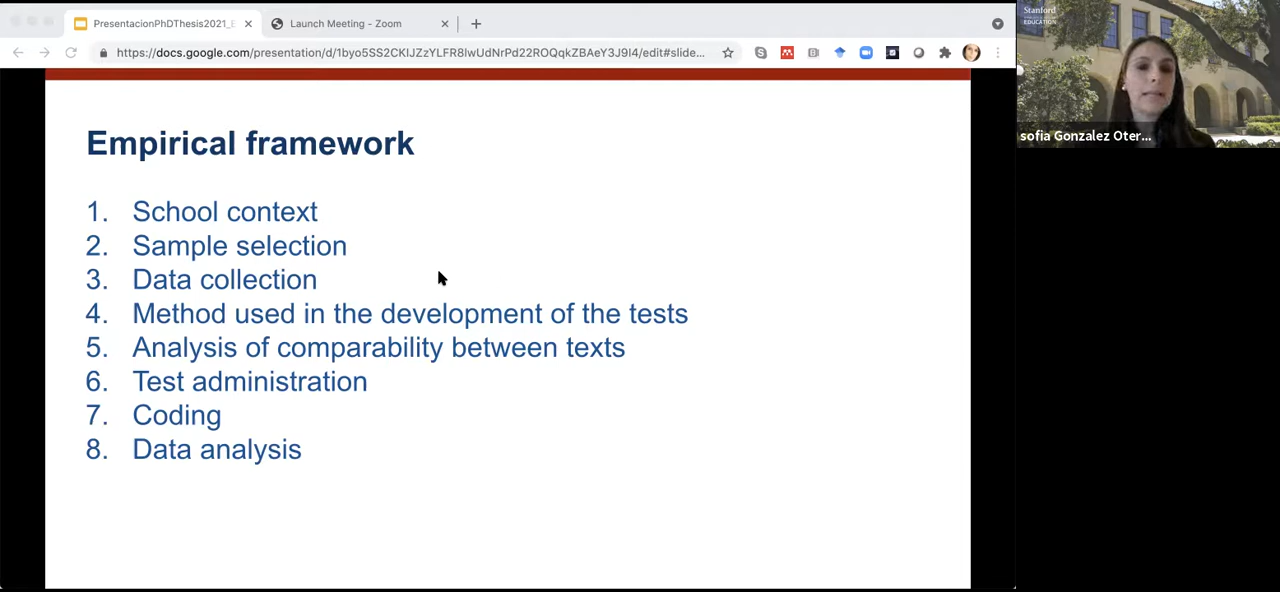 PresentacionPhDThesis2021_E
Launch Meeting - Zoom
https://docs.google.com/presentation/d/1byo5SS2CKIJZzYLFR8lwUdNrPd22ROQqkZBAeY3J9I4/edit#slide...
Stanford
EDUCATION
sofia Gonzalez Oter...
Empirical framework
1. School context
2. Sample selection
3. Data collection
4. Method used in the development of the tests
5. Analysis of comparability between texts
6. Test administration
7. Coding
8. Data analysis